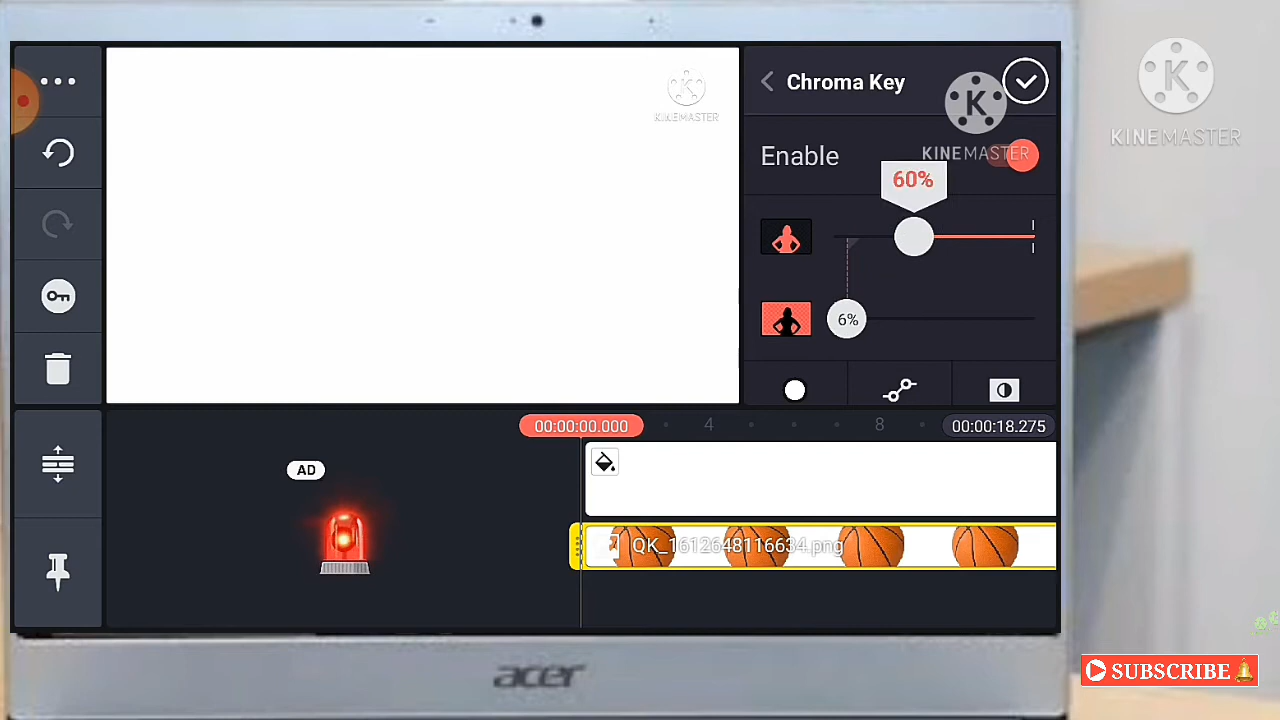 Chroma Key
K
K
K
KINEMASTER
KINEMASTER
KINEMASTER
Enable
60%
6%
00:00:00.000
4
8
00:00:18.275
AD
QK_1612648116634.png
acer
SUBSCRIBE